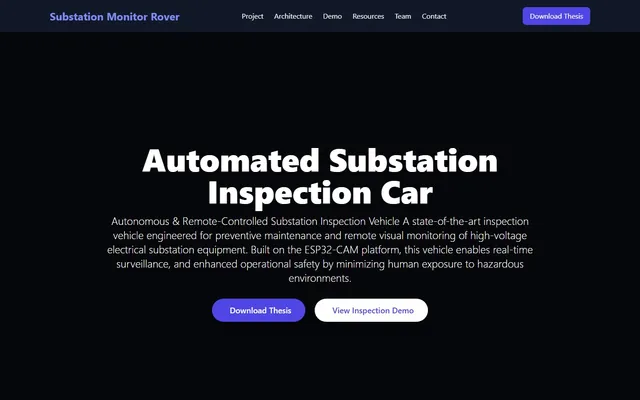 Substation Monitor Rover
Project Architecture Demo Resources Team Contact
Download Thesis
Automated Substation
Inspection Car
Autonomous & Remote-Controlled Substation Inspection Vehicle A state-of-the-art inspection
vehicle engineered for preventive maintenance and remote visual monitoring of high-voltage
electrical substation equipment. Built on the ESP32-CAM platform, this vehicle enables real-time
surveillance, and enhanced operational safety by minimizing human exposure to hazardous
environments.
Download Thesis
View Inspection Demo